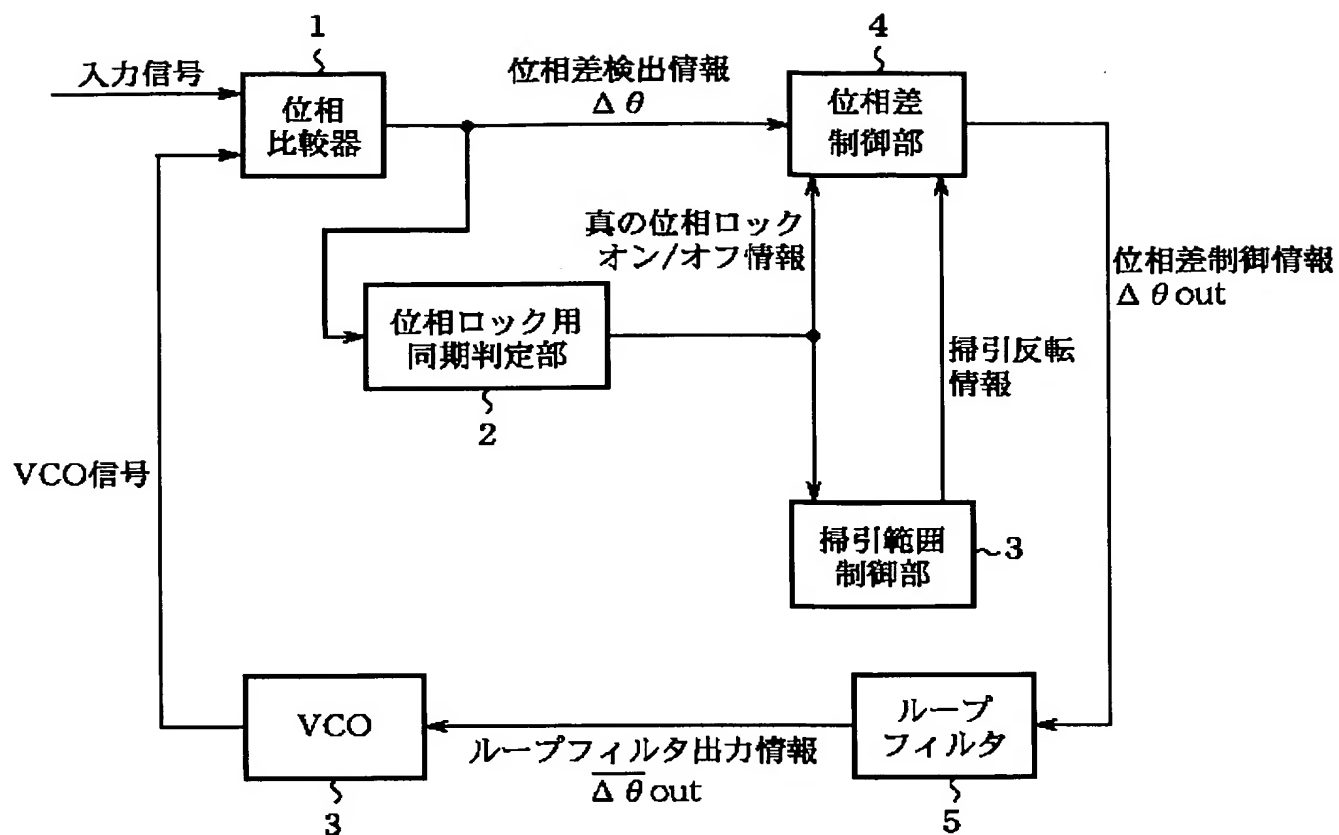 1
入力信号
位相
比較器
位相差検出情報
Δ θ
4
位相差
制御部
真の位相ロック
オン/オフ情報
位相差制御情報
Δ θ out
位相ロック用
同期判定部
2
掃引反転
情報
VCO信号
掃引範囲
制御部
3
VCO
3
ループフィルタ出力情報
Δ θ out
ループ
フィルタ
5